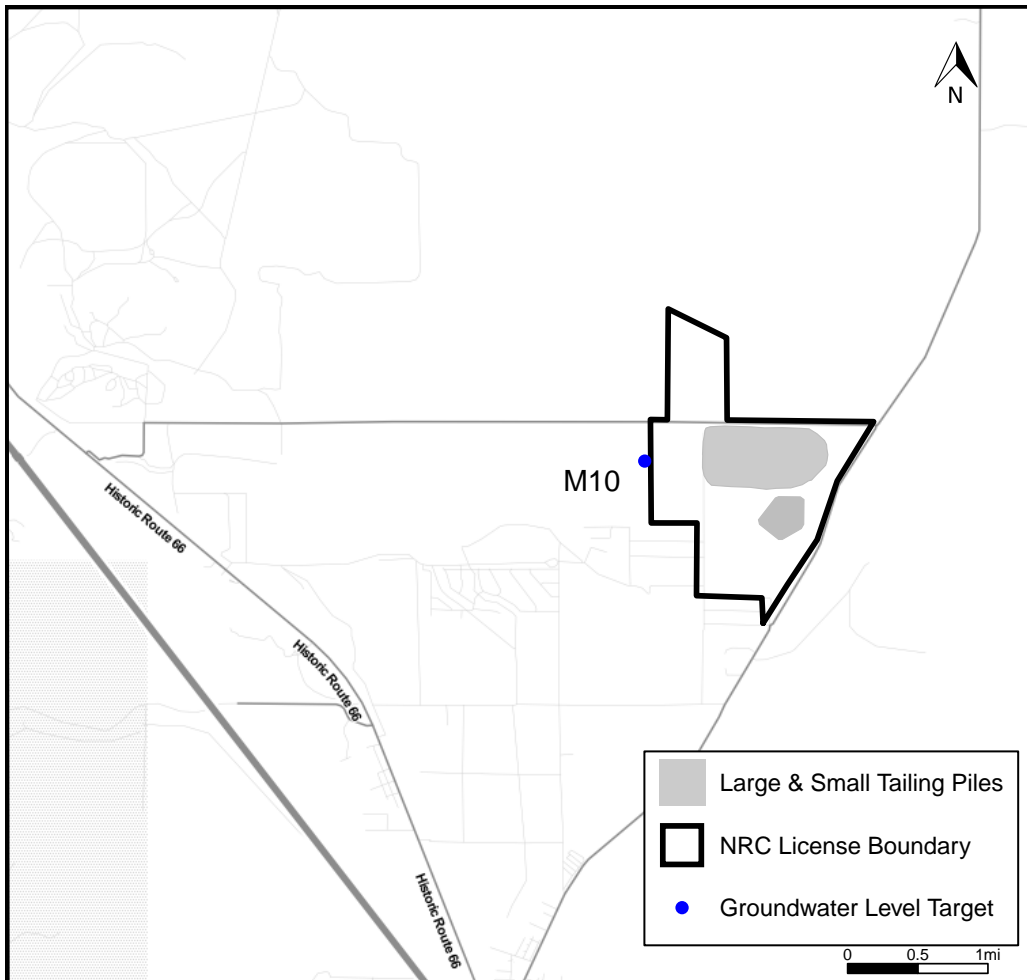 N
M10
Historic Route 66
Historic Route 66
Historic Route 66
Large & Small Tailing Piles
NRC License Boundary
Groundwater Level Target
0 0.5 1mi